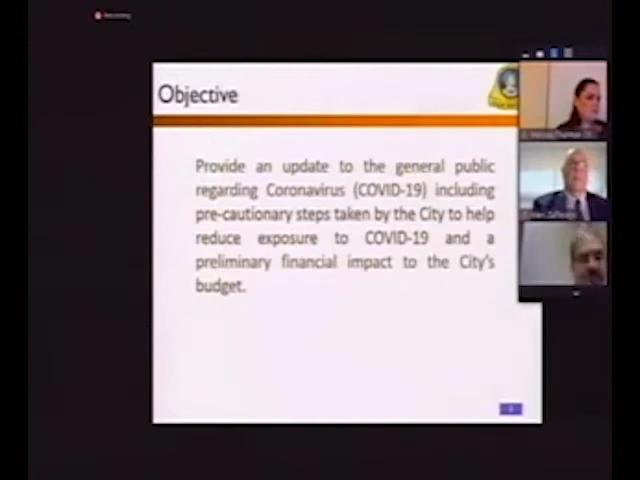 Recording
Objective
Provide an update to the general public
regarding Coronavirus (COVID-19) including
pre-cautionary steps taken by the City to help
reduce exposure to COVID-19 and a
preliminary financial impact to the City's
budget.